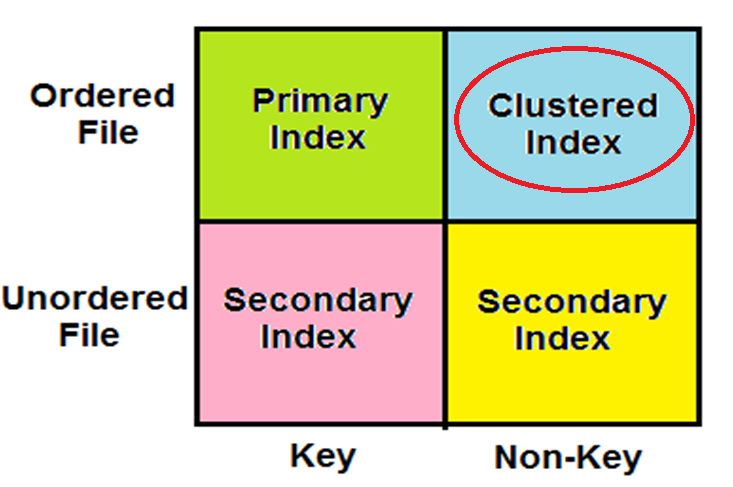 Ordered
File
Primary
Index
Clustered
Index
Unordered
File
Secondary
Index
Secondary
Index
Key
Non-Key